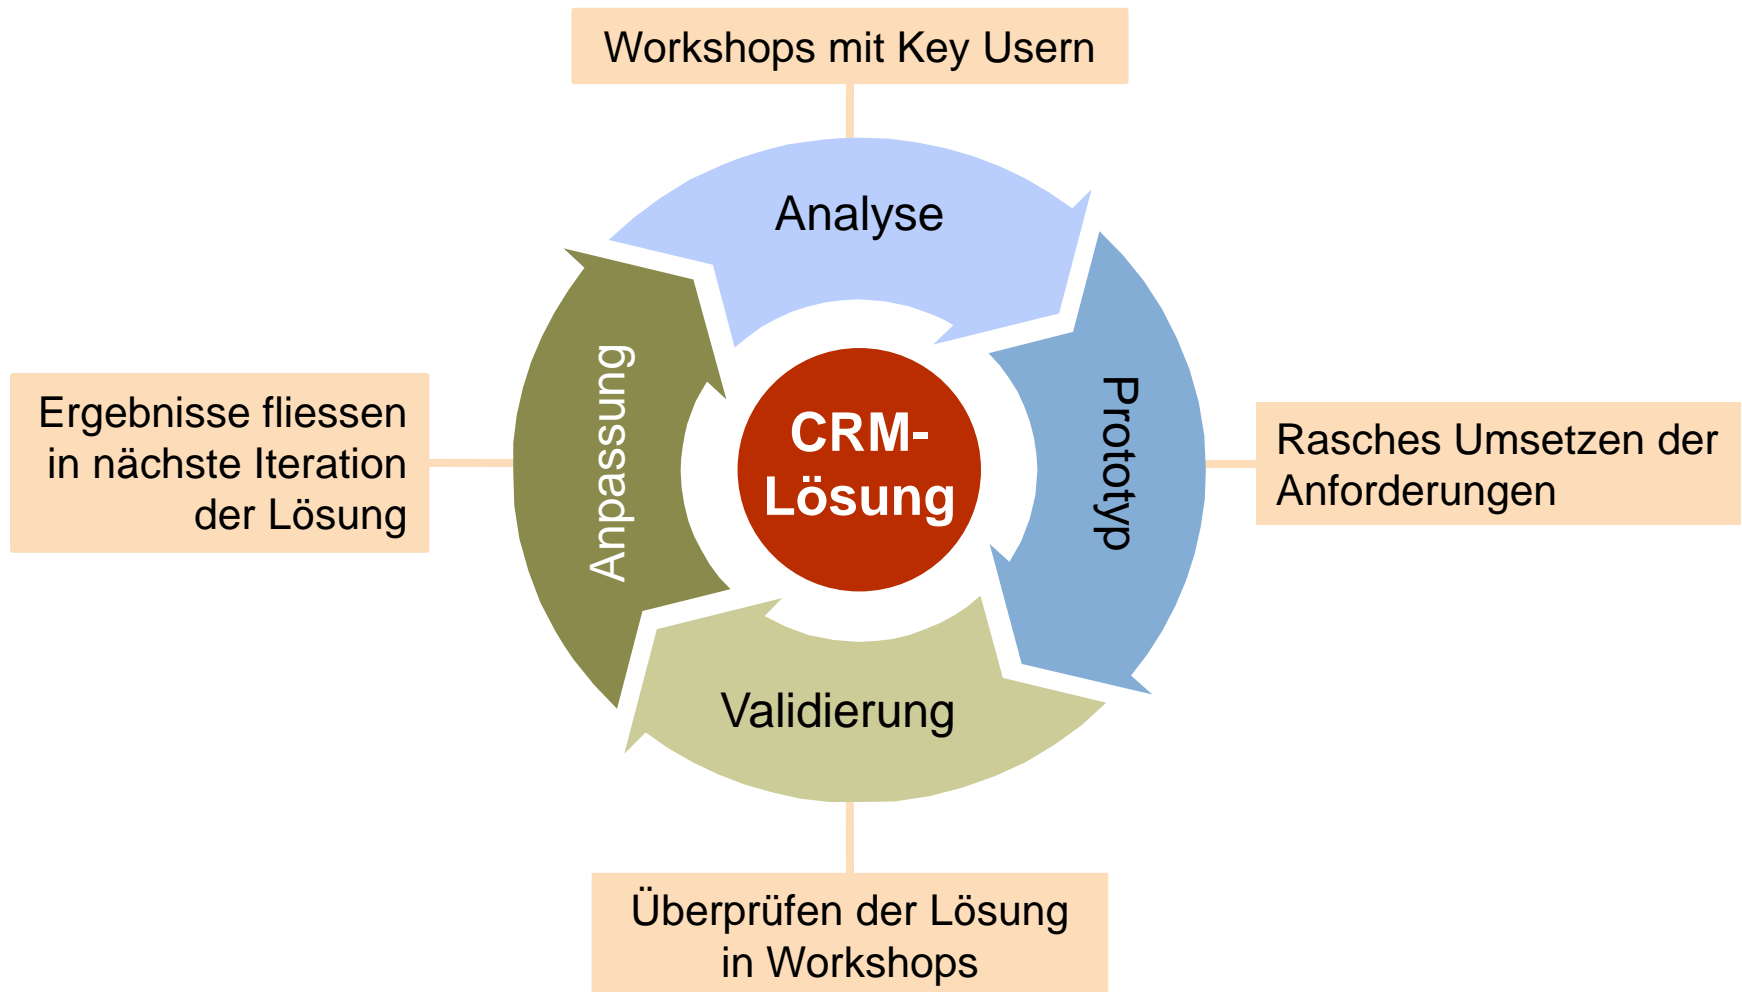 Workshops mit Key Usern
Analyse
Prototyp
Rasches Umsetzen der
Anforderungen
Validierung
Überprüfen der Lösung
in Workshops
Anpassung
Ergebnisse fliessen
in nächste Iteration
der Lösung
CRM-
Lösung